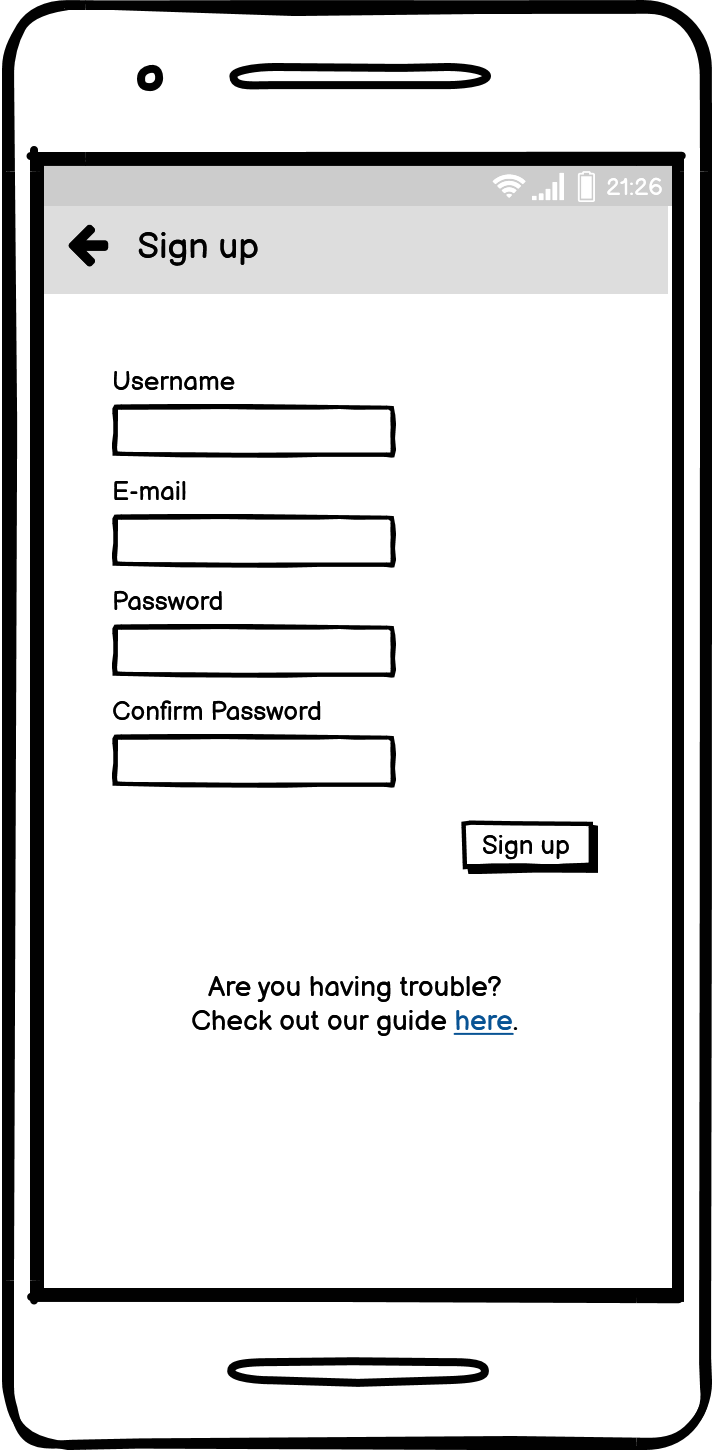 21:26
Sign up
Username
E-mail
Password
Confirm Password
Sign up
Are you having trouble?
Check out our guide here.